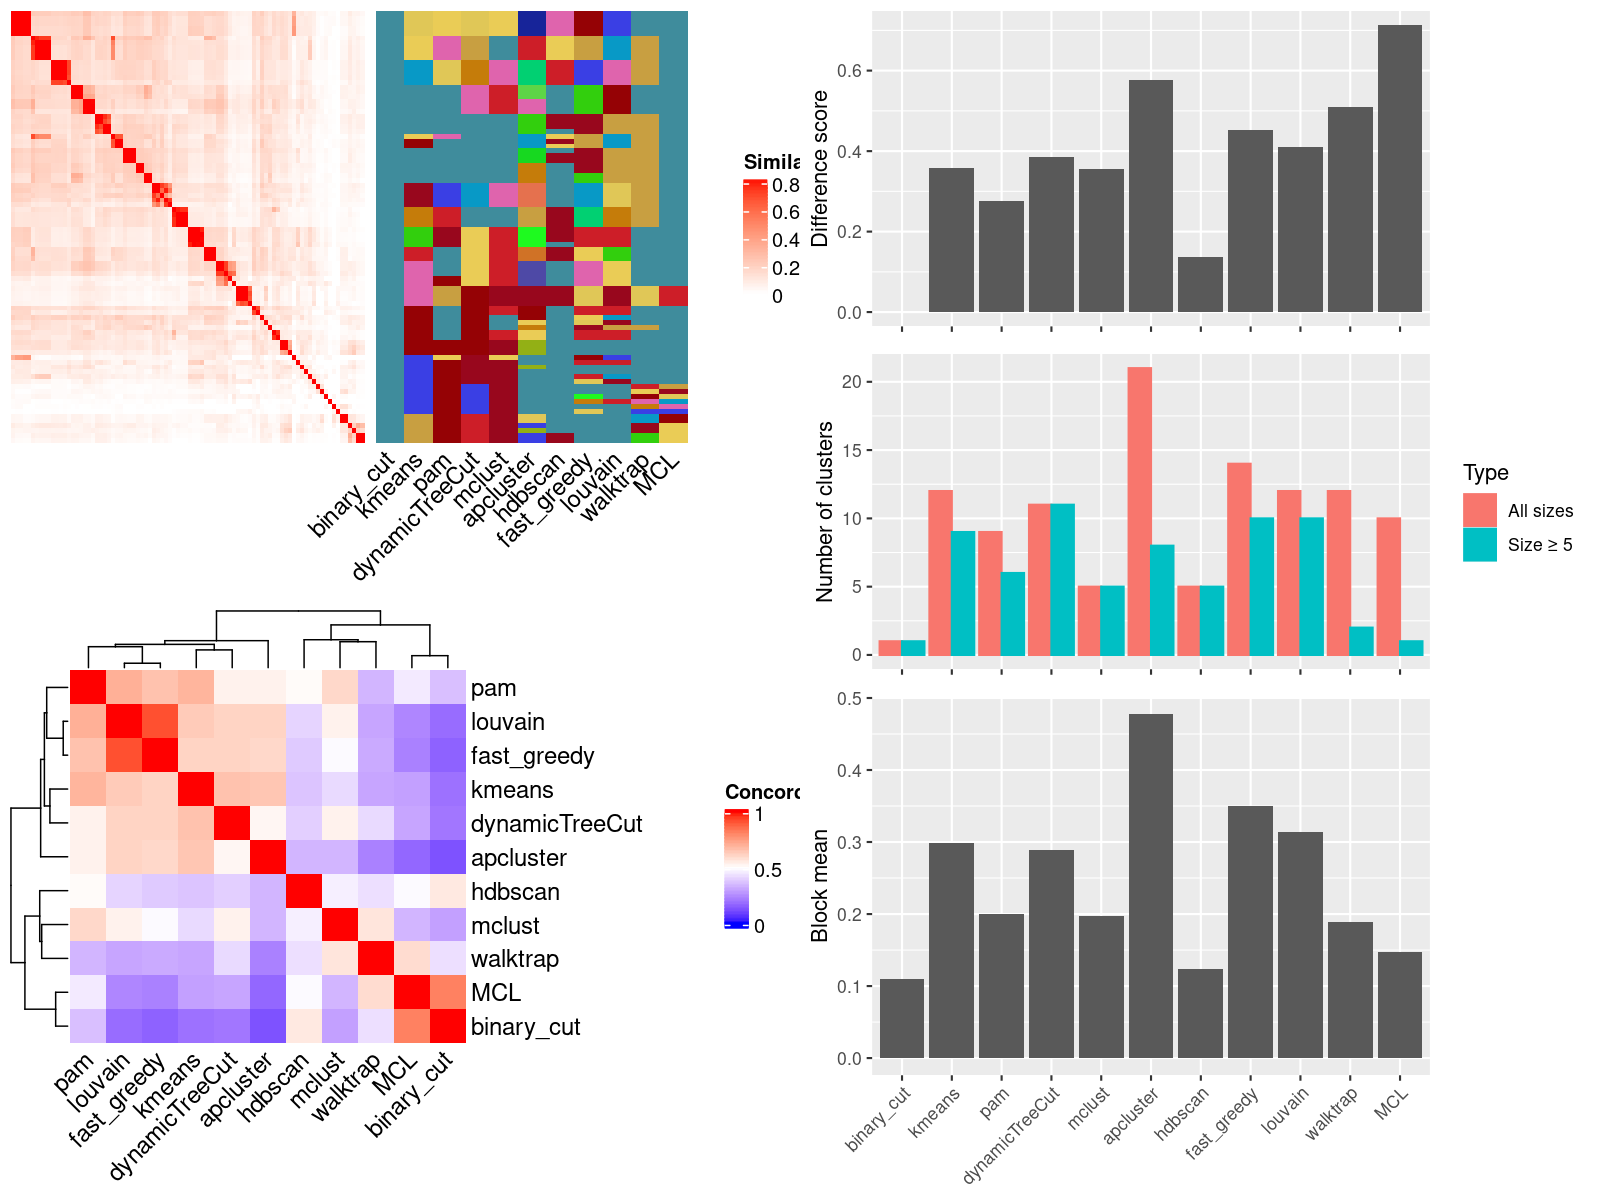 Simila
0.8
0.6
0.4
0.2
0
binary_cut
kmeans
pam
dynamicTreeCut
mclust
apcluster
hdbscan
fast_greedy
louvain
walktrap
MCL
pam
louvain
fast_greedy
kmeans
dynamicTreeCut
apcluster
hdbscan
mclust
walktrap
MCL
binary_cut
pam
louvain
fast_greedy
kmeans
dynamicTreeCut
apcluster
hdbscan
mclust
walktrap
MCL
binary_cut
Concord
1
0.5
0
Difference score
0.6
0.4
0.2
0.0
Number of clusters
20
15
10
5
0
Type
All sizes
Size ≥ 5
Block mean
0.5
0.4
0.3
0.2
0.1
0.0
binary_cut
kmeans
pam
dynamicTreeCut
mclust
apcluster
hdbscan
fast_greedy
louvain
walktrap
MCL